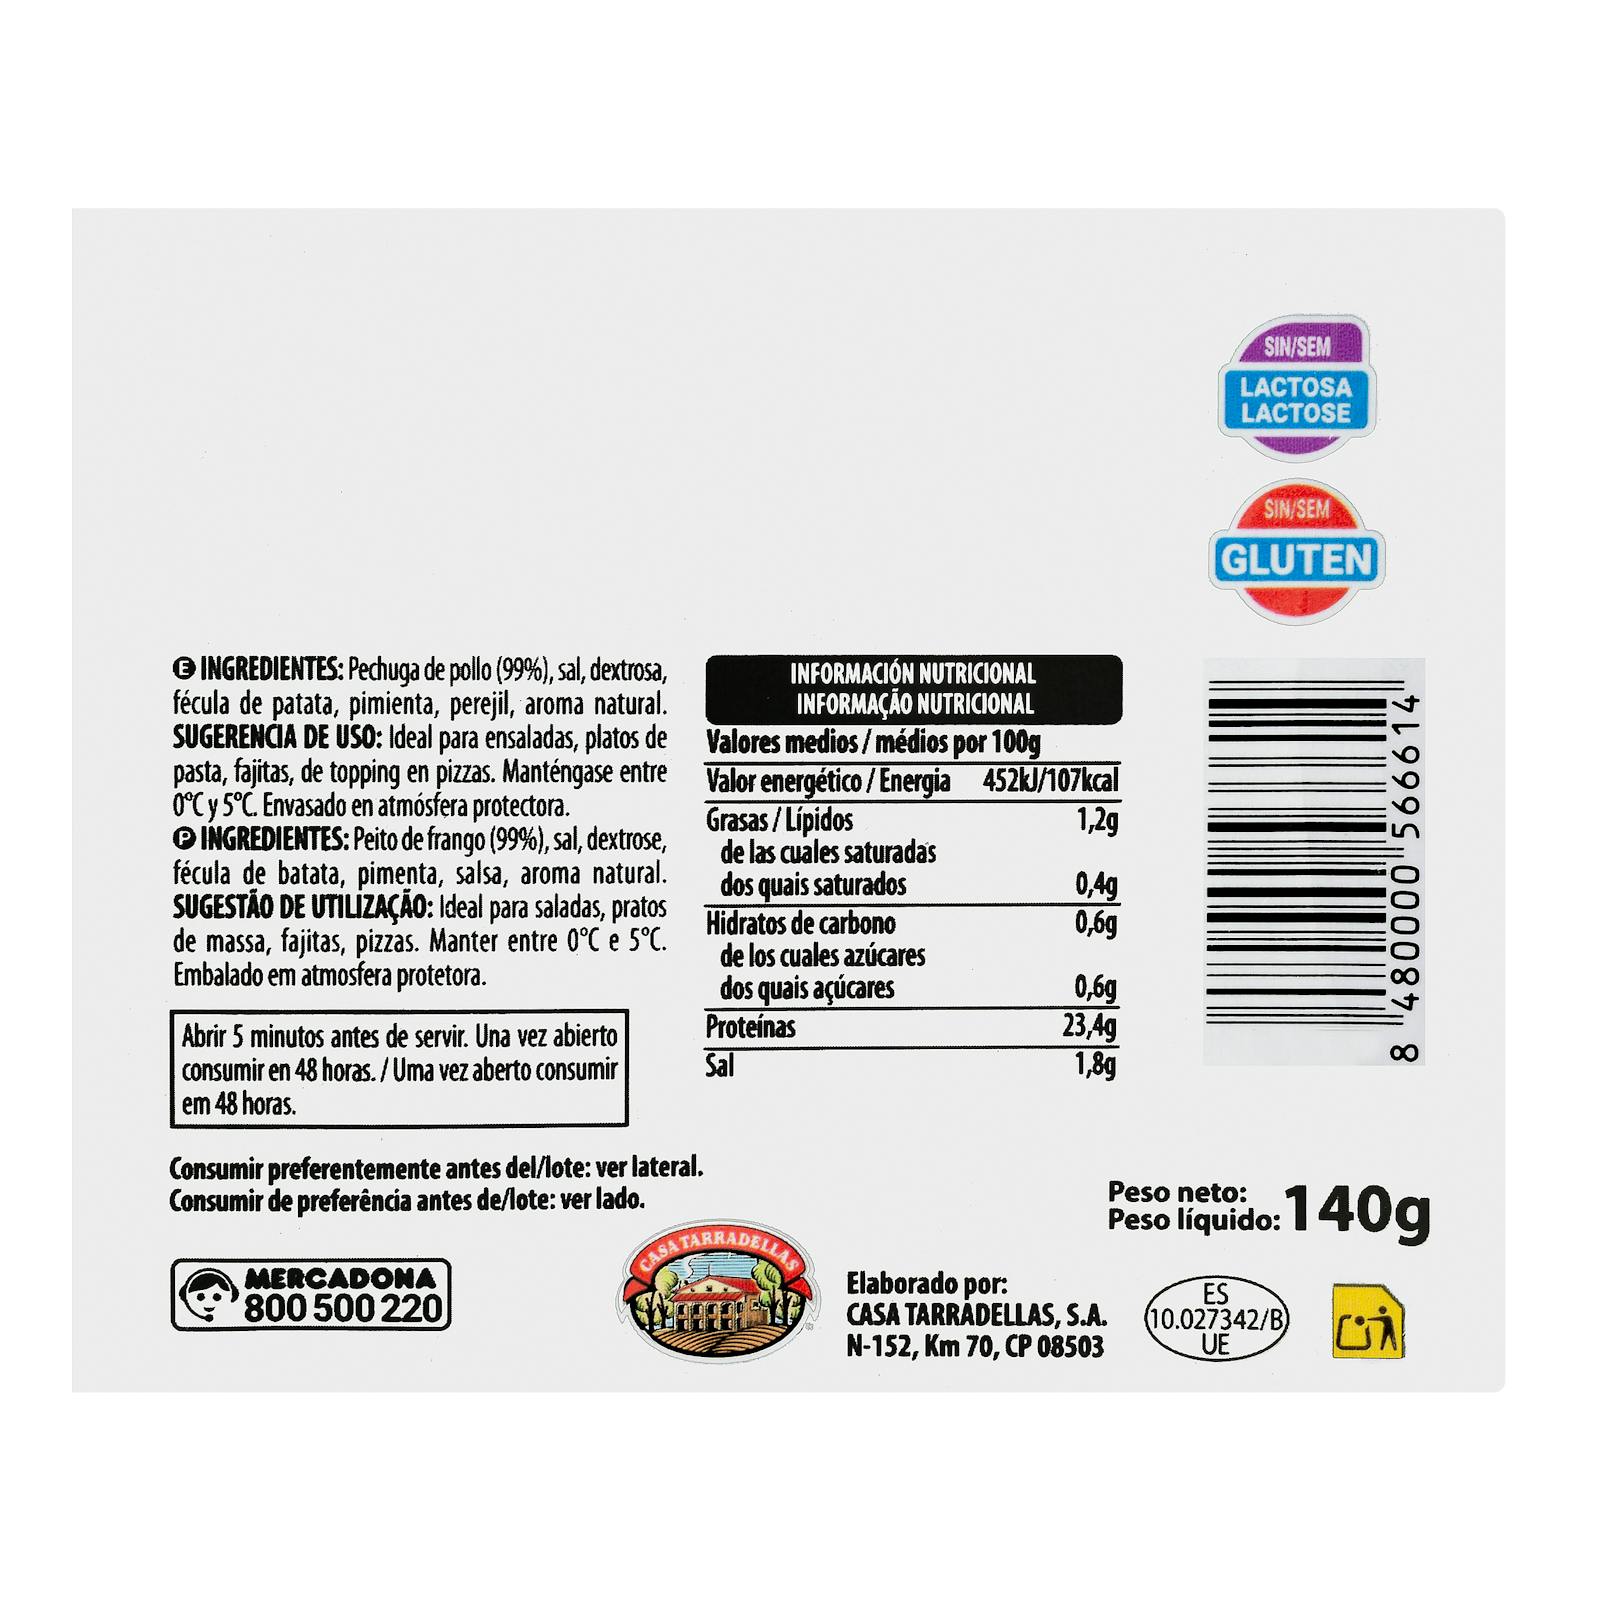 SIN/SEM
LACTOSA
LACTOSE
SIN/SEM
GLUTEN
E INGREDIENTES: Pechuga de pollo (99%), sal, dextrosa,
fécula de patata, pimienta, perejil, aroma natural.
SUGERENCIA DE USO: Ideal para ensaladas, platos de
pasta, fajitas, de topping en pizzas. Manténgase entre
0ºC y 5ºC. Envasado en atmósfera protectora.
P INGREDIENTES: Peito de frango (99%), sal, dextrose,
fécula de batata, pimenta, salsa, aroma natural.
SUGESTÃO DE UTILIZAÇÃO: Ideal para saladas, pratos
de massa, fajitas, pizzas. Manter entre 0ºC e 5ºC.
Embalado em atmosfera protetora.
Abrir 5 minutos antes de servir. Una vez abierto
consumir en 48 horas. / Uma vez aberto consumir
em 48 horas.
INFORMACIÓN NUTRICIONAL
INFORMAÇÃO NUTRICIONAL
Valores medios / médios por 100g
Valor energético / Energia 452kJ/107kcal
Grasas / Lípidos 1,2g
de las cuales saturadas
dos quais saturados 0,4g
Hidratos de carbono 0,6g
de los cuales azúcares
dos quais açúcares 0,6g
Proteínas 23,4g
Sal 1,8g
8 480000 566614
Consumir preferentemente antes del/lote: ver lateral.
Consumir de preferência antes de/lote: ver lado.
Peso neto:
Peso líquido: 140g
MERCADONA
800 500 220
CASA TARRADELLAS
Elaborado por:
CASA TARRADELLAS, S.A.
N-152, Km 70, CP 08503
ES
10.027342/B
UE